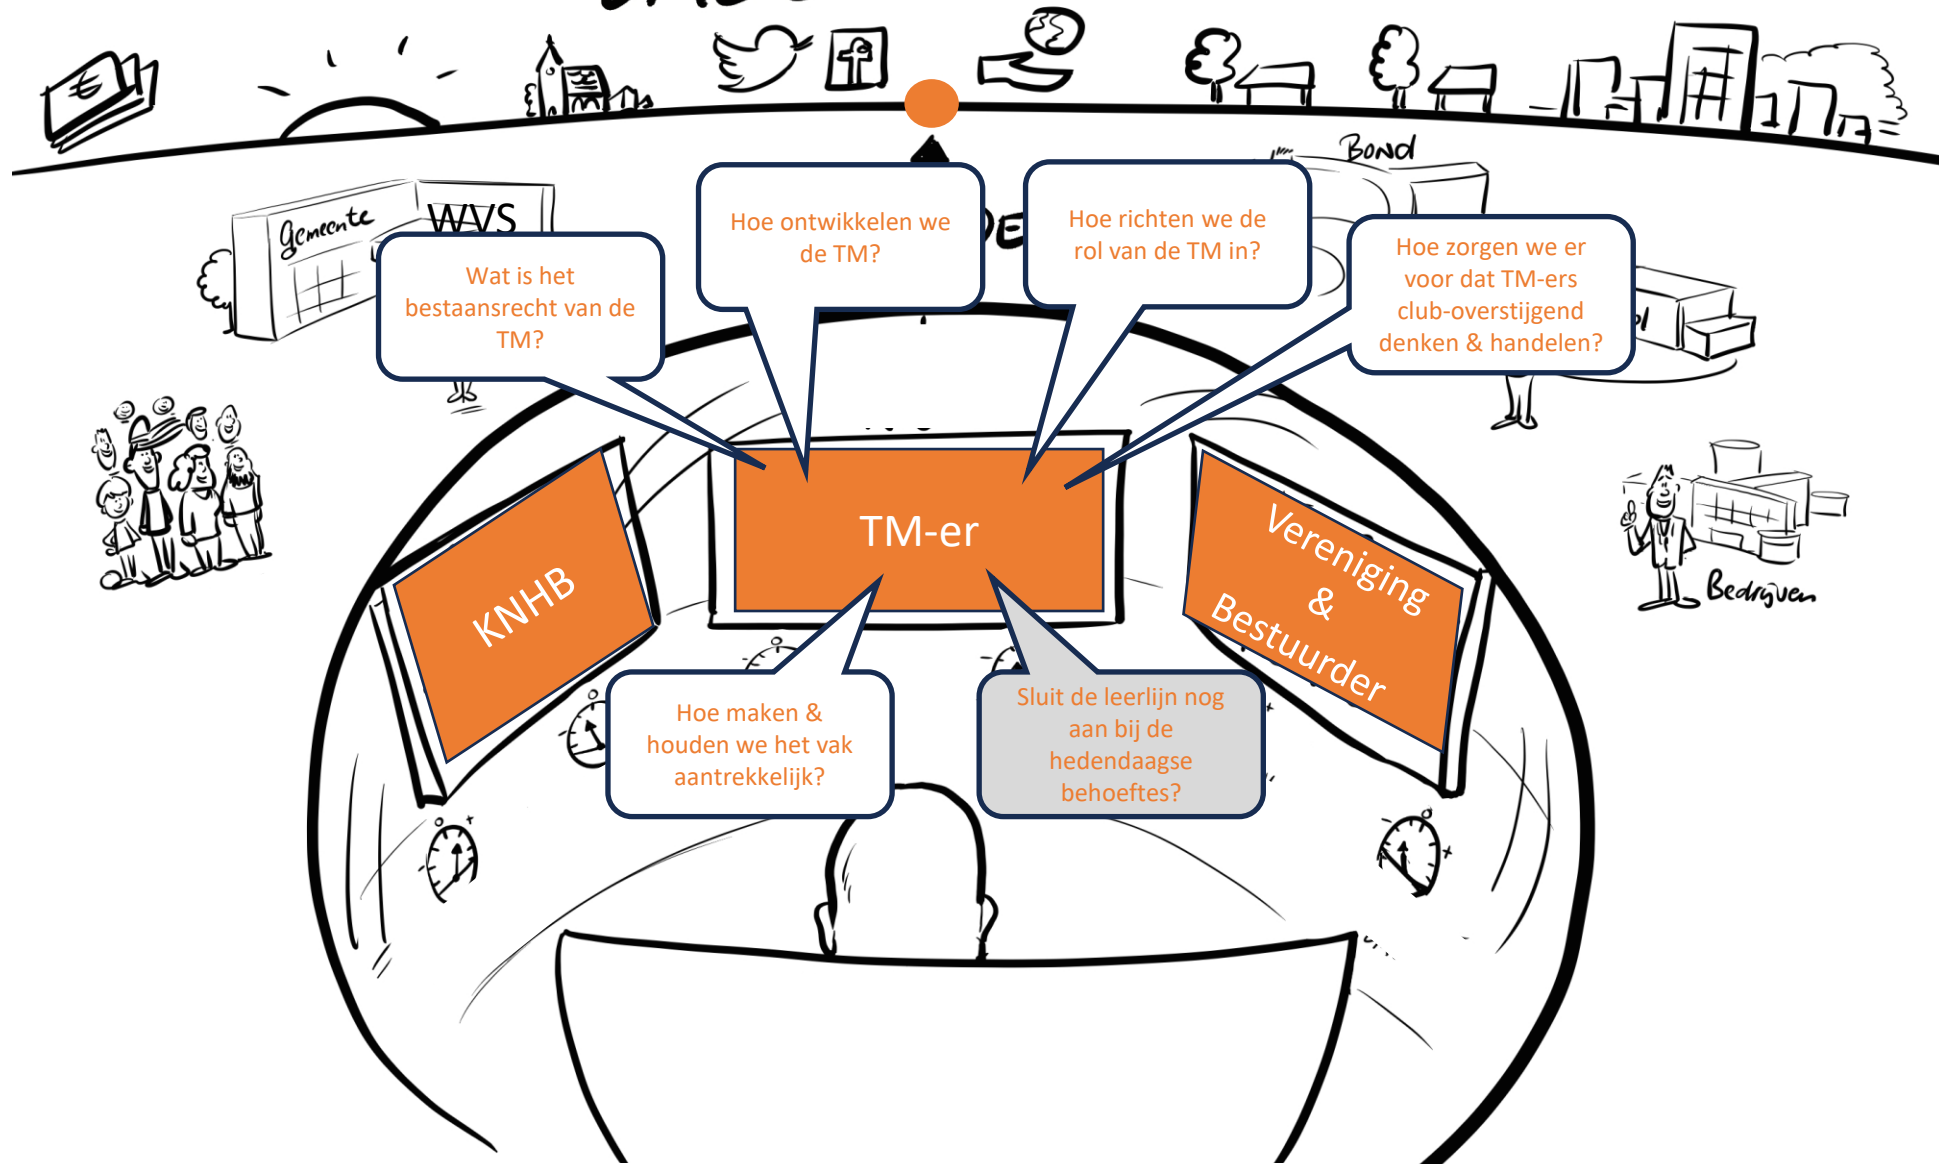 Bond
Gemeente
WVS
Hoe ontwikkelen we
de TM?
Hoe richten we de
rol van de TM in?
Wat is het
bestaansrecht van de
TM?
Hoe zorgen we er
voor dat TM-ers
club-overstijgend
denken & handelen?
KNHB
TM-er
Vereniging
&
Bestuurder
Bedrijven
Hoe maken &
houden we het vak
aantrekkelijk?
Sluit de leerlijn nog
aan bij de
hedendaagse
behoeftes?